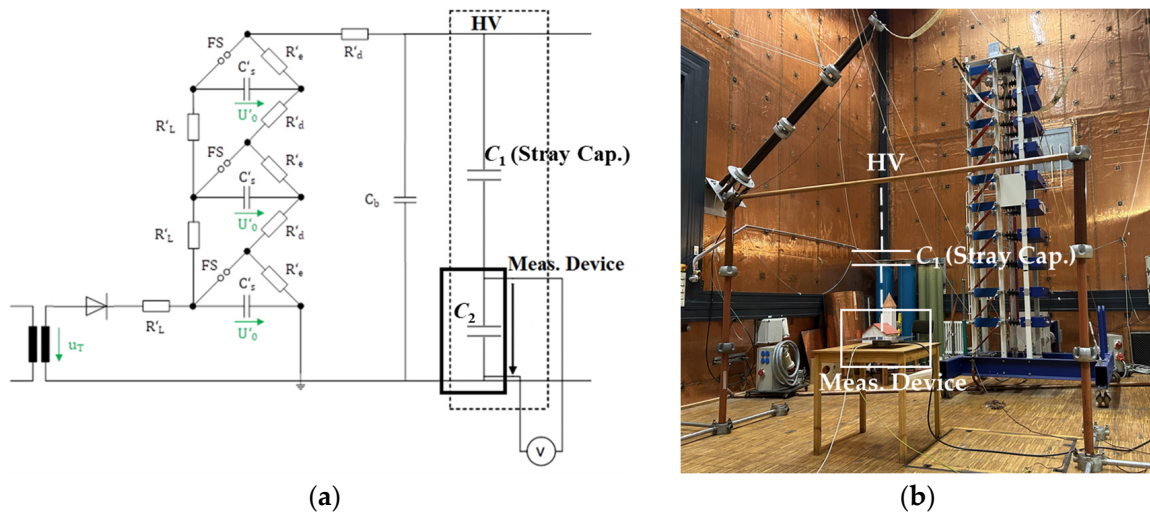 HV
FS
R'e
R'd
C's
U'0
R'L
R'd
C1 (Stray Cap.)
FS
R'e
Cb
C's
U'0
R'L
R'd
FS
R'e
Meas. Device
C's
C2
R'L
U'0
uT
V
(a)
HV
C1 (Stray Cap.)
Meas. Device
(b)